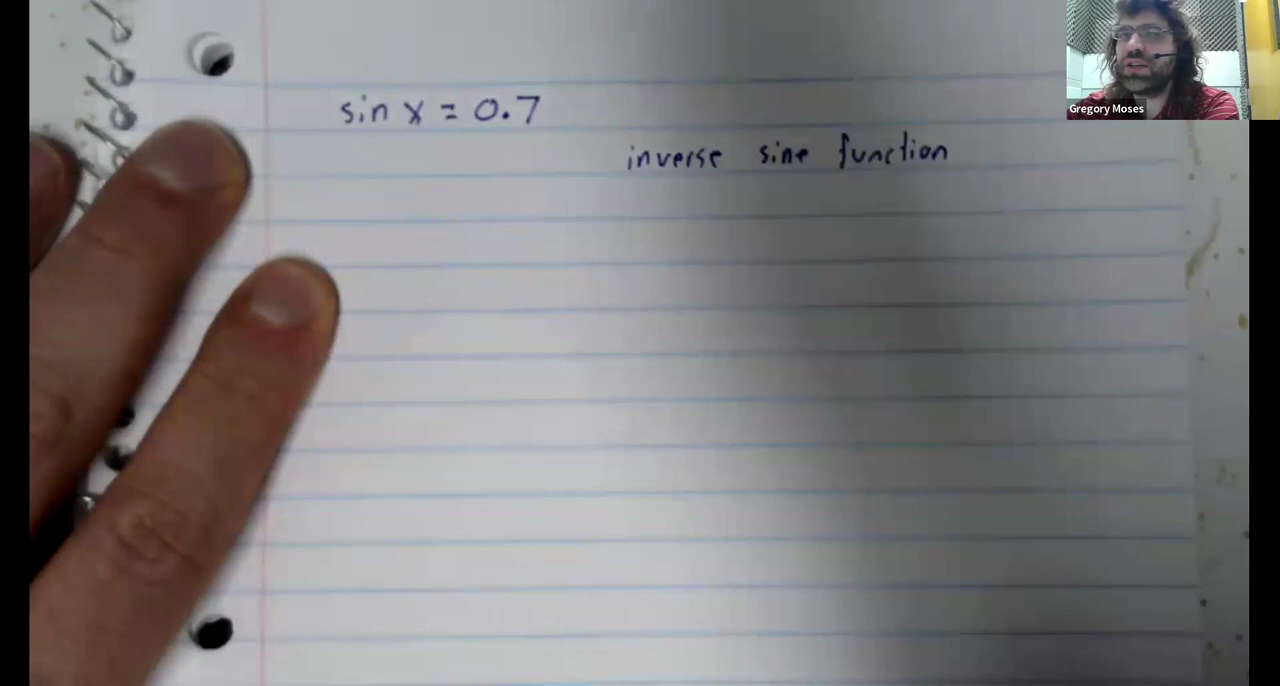 Gregory Moses
sin x = 0.7
inverse sine function